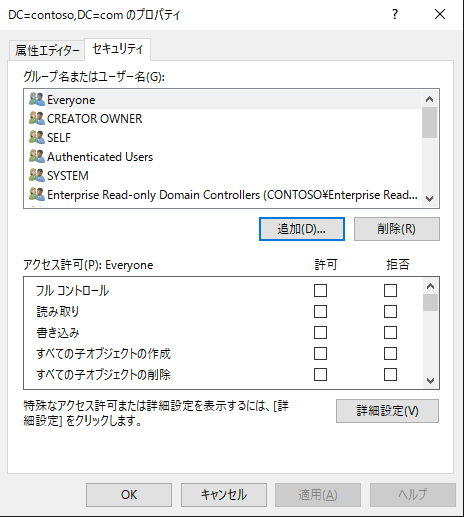 DC=contoso,DC=com のプロパティ
? ×
属性エディター セキュリティ
グループ名またはユーザー名(G):
Everyone
CREATOR OWNER
SELF
Authenticated Users
SYSTEM
Enterprise Read-only Domain Controllers (CONTOSO¥Enterprise Read...
追加(D)... 削除(R)
アクセス許可(P): Everyone 許可 拒否
フル コントロール
読み取り
書き込み
すべての子オブジェクトの作成
すべての子オブジェクトの削除
特殊なアクセス許可または詳細設定を表示するには、[詳
細設定] をクリックします。
詳細設定(V)
OK キャンセル 適用(A) ヘルプ